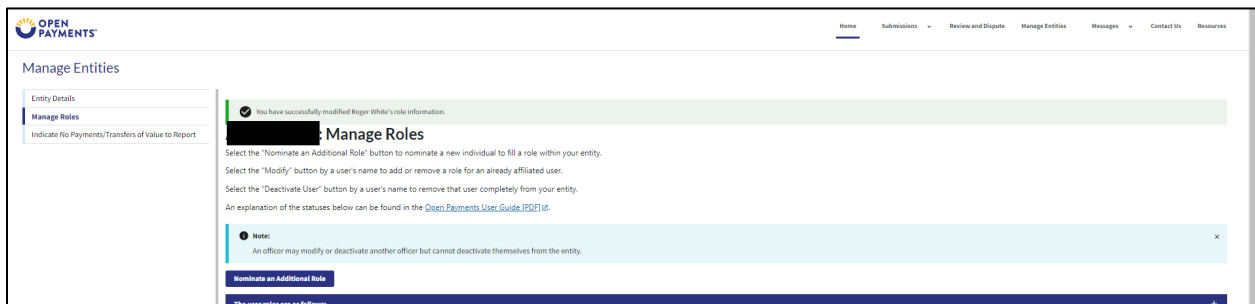 OPEN
PAYMENTS
Home Submissions Review and Dispute Manage Entities Messages Contact Us Resources
Manage Entities
Entity Details
Manage Roles
Indicate No Payments/Transfers of Value to Report
You have successfully modified Roger White's role information.
: Manage Roles
Select the "Nominate an Additional Role" button to nominate a new individual to fill a role within your entity.
Select the "Modify" button by a user's name to add or remove a role for an already affiliated user.
Select the "Deactivate User" button by a user's name to remove that user completely from your entity.
An explanation of the statuses below can be found in the Open Payments User Guide [PDF].
Note:
An officer may modify or deactivate another officer but cannot deactivate themselves from the entity.
Nominate an Additional Role
The user roles are as follows: